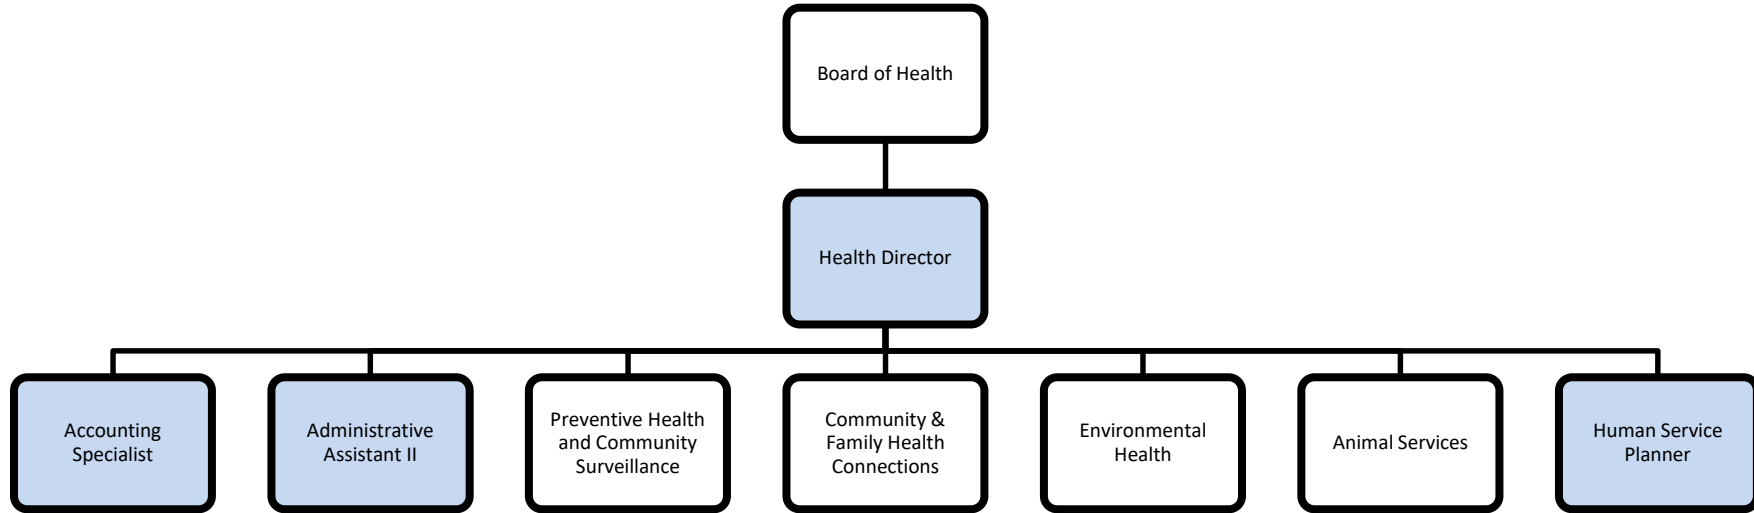 Board of Health
Health Director
Accounting
Specialist
Administrative
Assistant II
Preventive Health
and Community
Surveillance
Community &
Family Health
Connections
Environmental
Health
Animal Services
Human Service
Planner